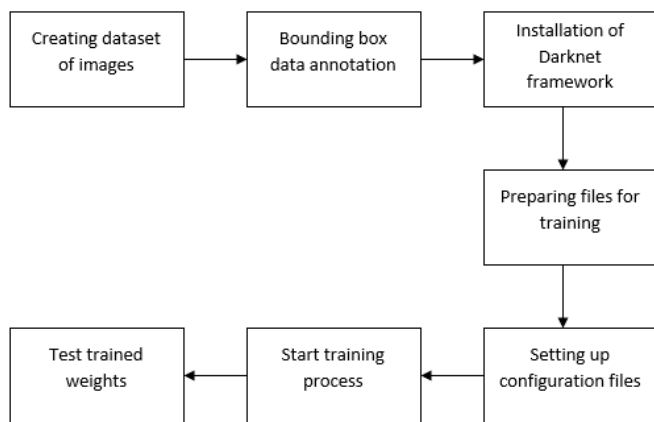 Creating dataset
of images
Bounding box
data annotation
Installation of
Darknet
framework
Preparing files for
training
Setting up
configuration files
Start training
process
Test trained
weights